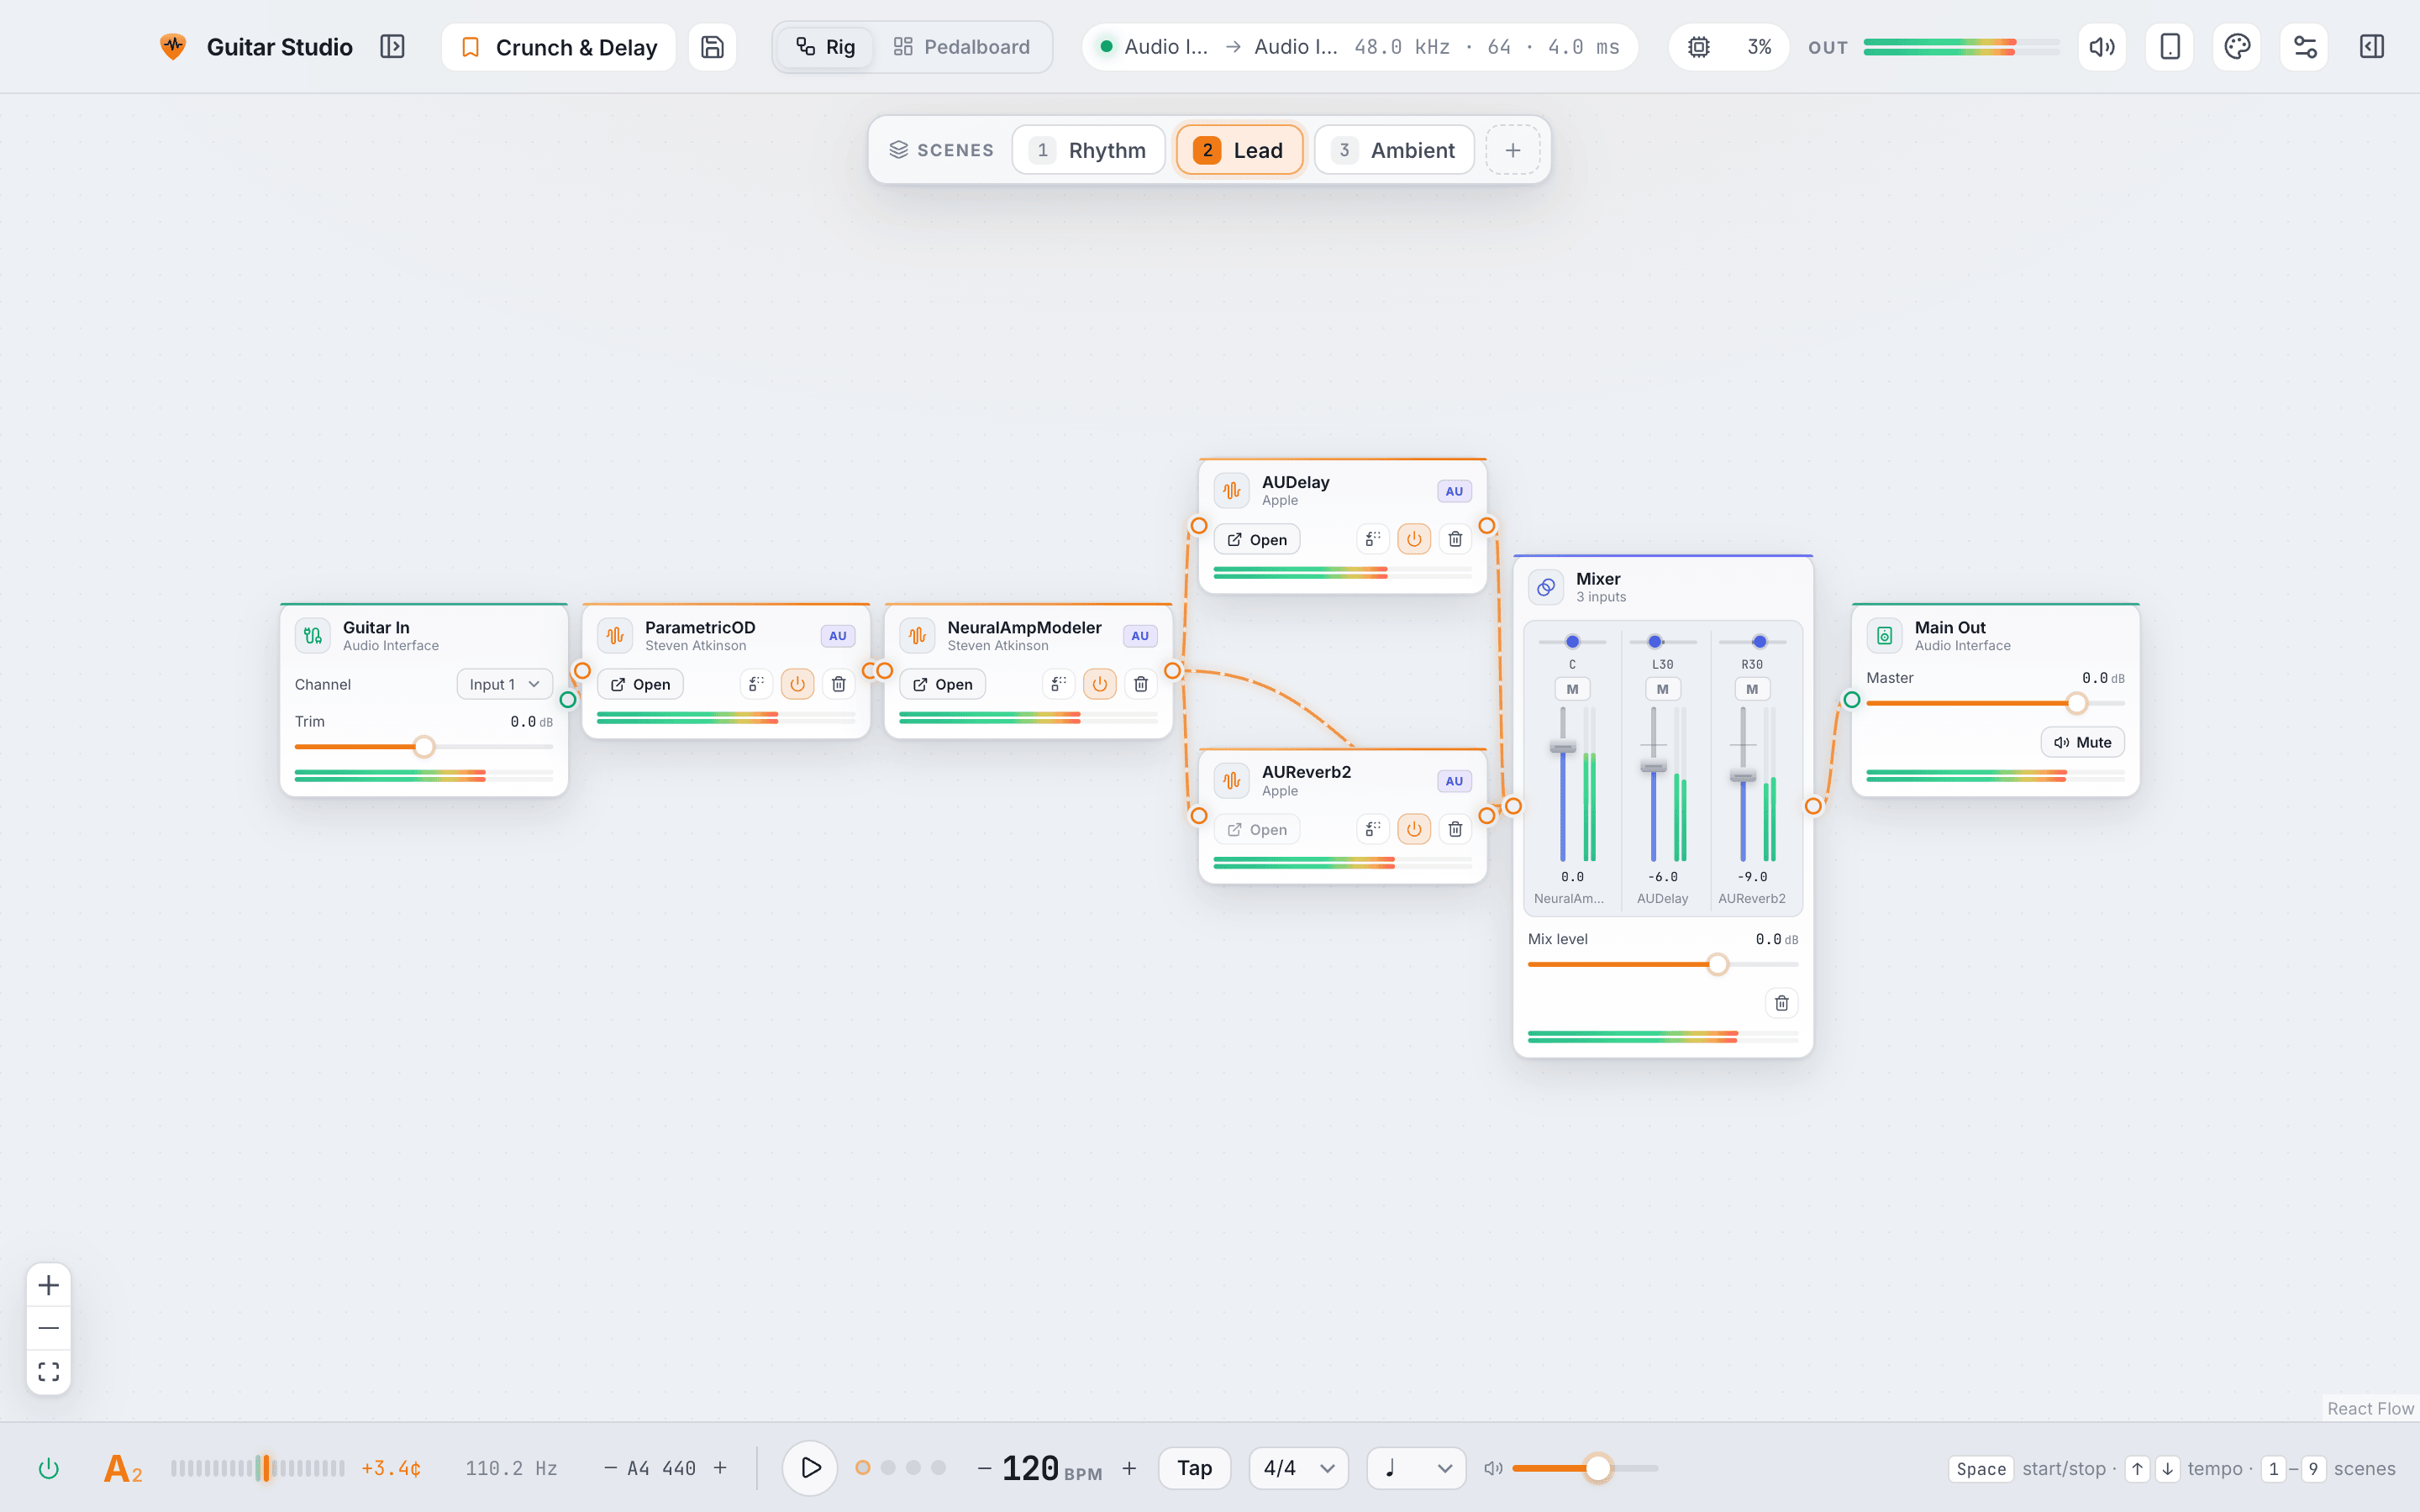 Guitar Studio
Crunch & Delay
Rig
Pedalboard
Audio I... → Audio I... 48.0 kHz · 64 · 4.0 ms
3%
OUT
SCENES
1 Rhythm
2 Lead
3 Ambient
+
Guitar In
Audio Interface
Channel
Input 1
Trim
0.0 dB
ParametricOD
Steven Atkinson
AU
Open
NeuralAmpModeler
Steven Atkinson
AU
Open
AUDelay
Apple
AU
Open
AUReverb2
Apple
AU
Open
Mixer
3 inputs
C L30 R30
M M M
0.0 -6.0 -9.0
NeuralAm... AUDelay AUReverb2
Mix level
0.0 dB
Main Out
Audio Interface
Master
0.0 dB
Mute
React Flow
A2
+3.4¢
110.2 Hz
− A4 440 +
− 120 BPM +
Tap
4/4
♩
Space start/stop · ↑ ↓ tempo · 1 – 9 scenes